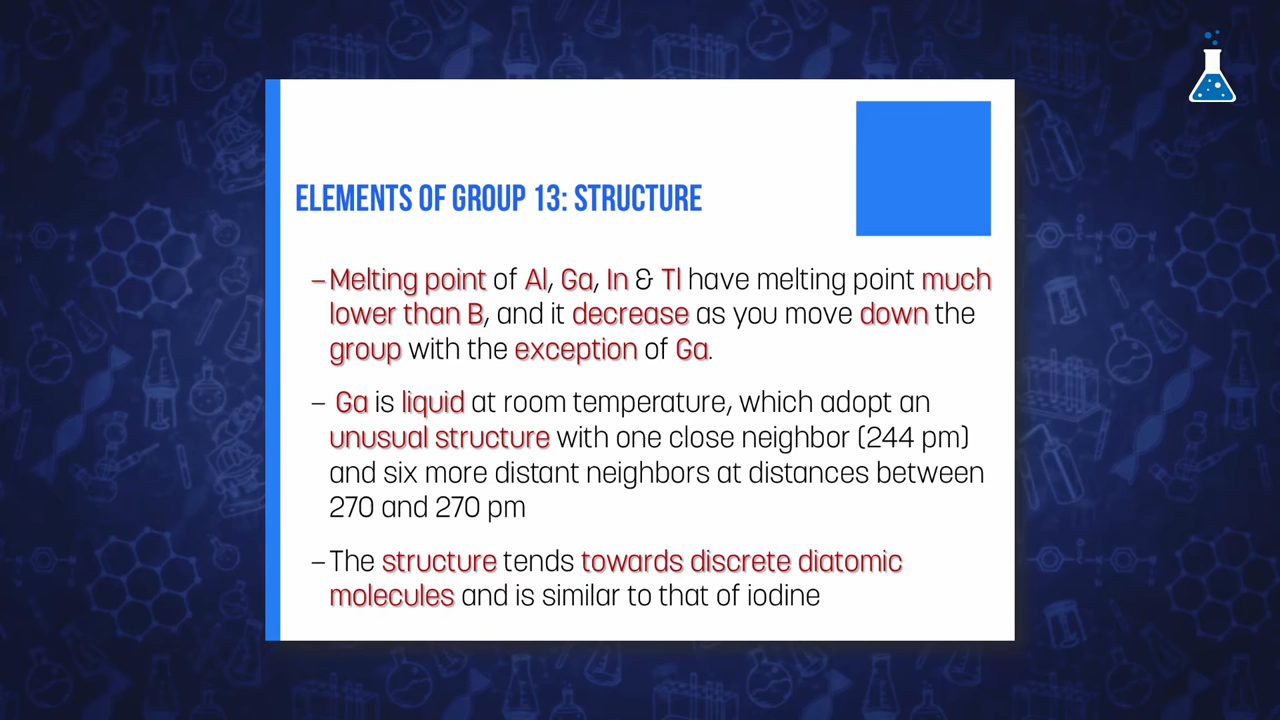 ELEMENTS OF GROUP 13: STRUCTURE
– Melting point of Al, Ga, In & Tl have melting point much
lower than B, and it decrease as you move down the
group with the exception of Ga.
– Ga is liquid at room temperature, which adopt an
unusual structure with one close neighbor (244 pm)
and six more distant neighbors at distances between
270 and 270 pm
– The structure tends towards discrete diatomic
molecules and is similar to that of iodine